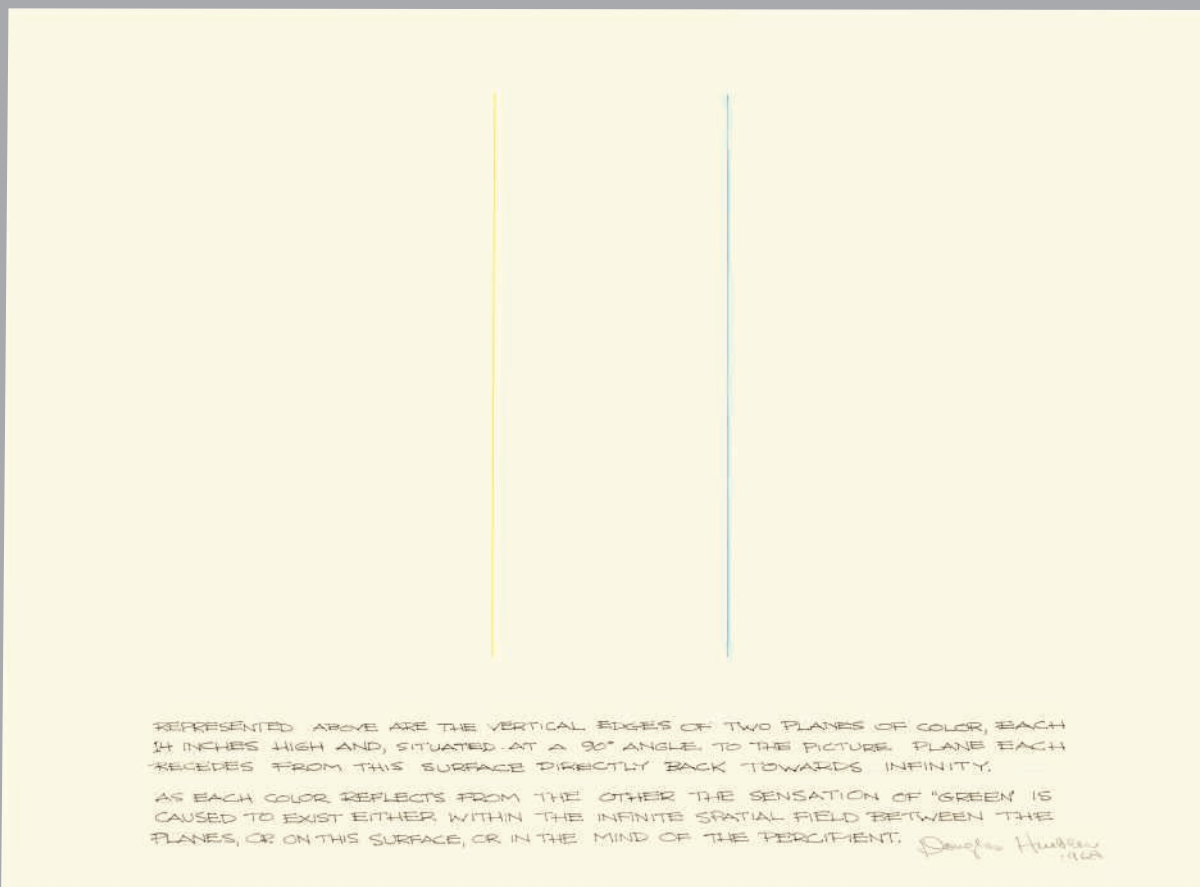 REPRESENTED ABOVE ARE THE VERTICAL EDGES OF TWO PLANES OF COLOR, EACH
14 INCHES HIGH AND, SITUATED AT A 90° ANGLE TO THE PICTURE PLANE EACH
RECEDES FROM THIS SURFACE DIRECTLY BACK TOWARDS INFINITY.
AS EACH COLOR REFLECTS FROM THE OTHER THE SENSATION OF "GREEN" IS
CAUSED TO EXIST EITHER WITHIN THE INFINITE SPATIAL FIELD BETWEEN THE
PLANES, OR ON THIS SURFACE, OR IN THE MIND OF THE PERCIPIENT.
Douglas Huebler